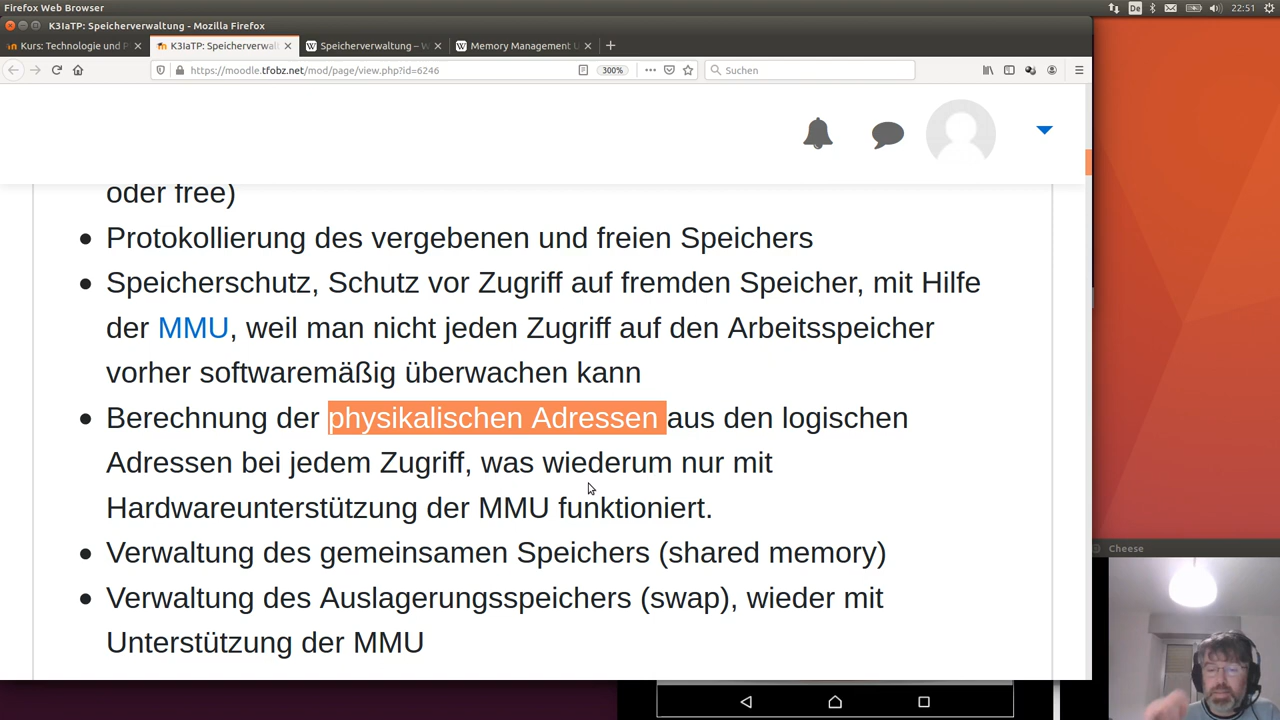 Firefox Web Browser
De
22:51
K3IaTP: Speicherverwaltung - Mozilla Firefox
Kurs: Technologie und P
K3IaTP: Speicherverwal
Speicherverwaltung – W
Memory Management U
https://moodle.tfobz.net/mod/page/view.php?id=6246
300%
Suchen
oder free)
Protokollierung des vergebenen und freien Speichers
Speicherschutz, Schutz vor Zugriff auf fremden Speicher, mit Hilfe
der MMU, weil man nicht jeden Zugriff auf den Arbeitsspeicher
vorher softwaremäßig überwachen kann
Berechnung der physikalischen Adressen aus den logischen
Adressen bei jedem Zugriff, was wiederum nur mit
Hardwareunterstützung der MMU funktioniert.
Verwaltung des gemeinsamen Speichers (shared memory)
Verwaltung des Auslagerungsspeichers (swap), wieder mit
Unterstützung der MMU
Cheese